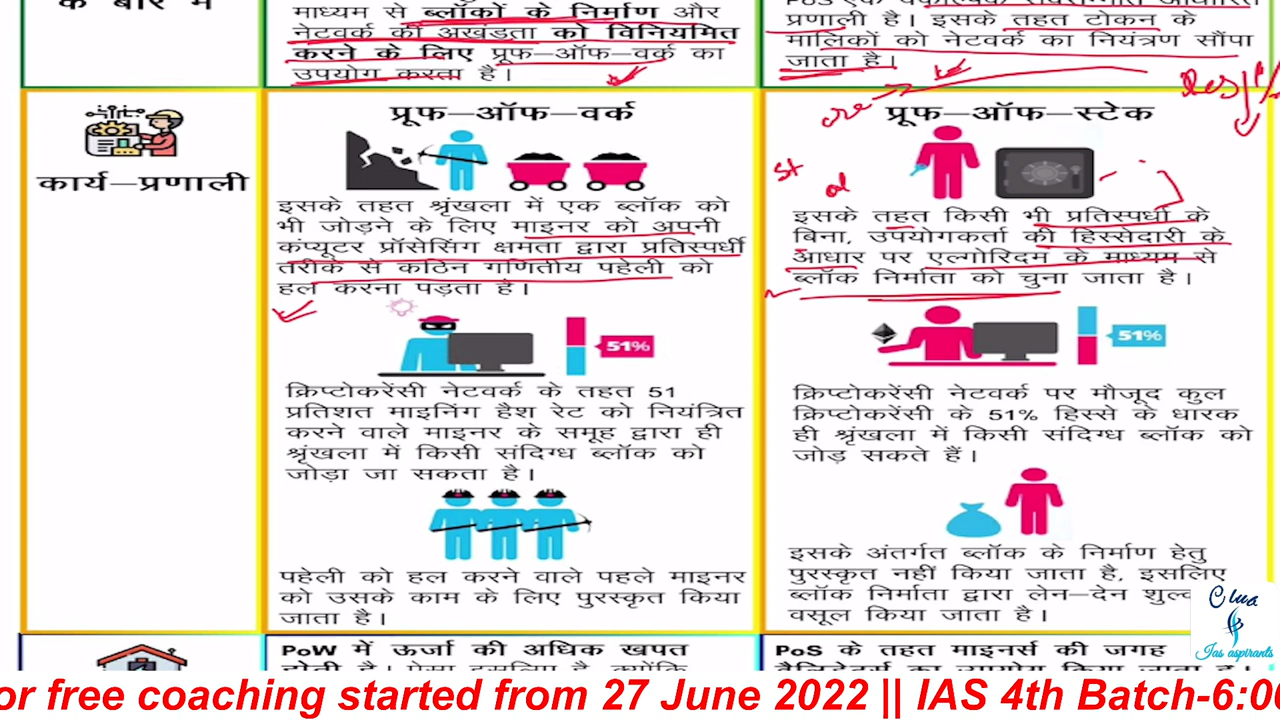 के बारे में
माध्यम से ब्लॉकों के निर्माण और
नेटवर्क की अखंडता को विनियमित
करने के लिए प्रूफ–ऑफ–वर्क का
उपयोग करता है।
प्रणाली है। इसके तहत टोकन के
मालिकों को नेटवर्क का नियंत्रण सौंपा
जाता है।
कार्य–प्रणाली
प्रूफ–ऑफ–वर्क
इसके तहत श्रृंखला में एक ब्लॉक को
भी जोड़ने के लिए माइनर को अपनी
कंप्यूटर प्रॉसेसिंग क्षमता द्वारा प्रतिस्पर्धी
तरीके से कठिन गणितीय पहेली को
हल करना पड़ता है।
51%
क्रिप्टोकरेंसी नेटवर्क के तहत 51
प्रतिशत माइनिंग हैश रेट को नियंत्रित
करने वाले माइनर के समूह द्वारा ही
श्रृंखला में किसी संदिग्ध ब्लॉक को
जोड़ा जा सकता है।
पहेली को हल करने वाले पहले माइनर
को उसके काम के लिए पुरस्कृत किया
जाता है।
प्रूफ–ऑफ–स्टेक
इसके तहत किसी भी प्रतिस्पर्धा के
बिना, उपयोगकर्ता की हिस्सेदारी के
आधार पर एल्गोरिदम के माध्यम से
ब्लॉक निर्माता को चुना जाता है।
51%
क्रिप्टोकरेंसी नेटवर्क पर मौजूद कुल
क्रिप्टोकरेंसी के 51% हिस्से के धारक
ही श्रृंखला में किसी संदिग्ध ब्लॉक को
जोड़ सकते हैं।
इसके अंतर्गत ब्लॉक के निर्माण हेतु
पुरस्कृत नहीं किया जाता है, इसलिए
ब्लॉक निर्माता द्वारा लेन–देन शुल्क
वसूल किया जाता है।
PoW में ऊर्जा की अधिक खपत
PoS के तहत माइनर्स की जगह
Ias aspirants
or free coaching started from 27 June 2022 || IAS 4th Batch-6:00